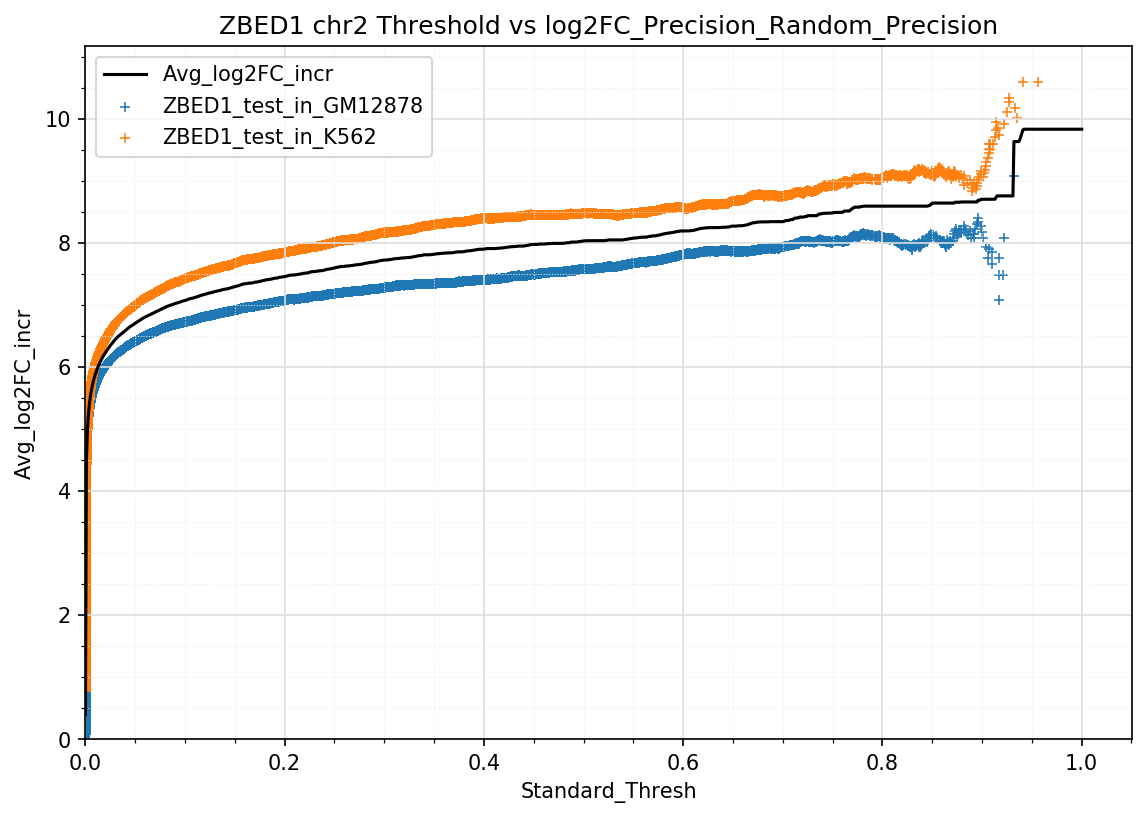 ZBED1 chr2 Threshold vs log2FC_Precision_Random_Precision
Avg_log2FC_incr
ZBED1_test_in_GM12878
ZBED1_test_in_K562
Avg_log2FC_incr
10
8
6
4
2
0
0.0 0.2 0.4 0.6 0.8 1.0
Standard_Thresh